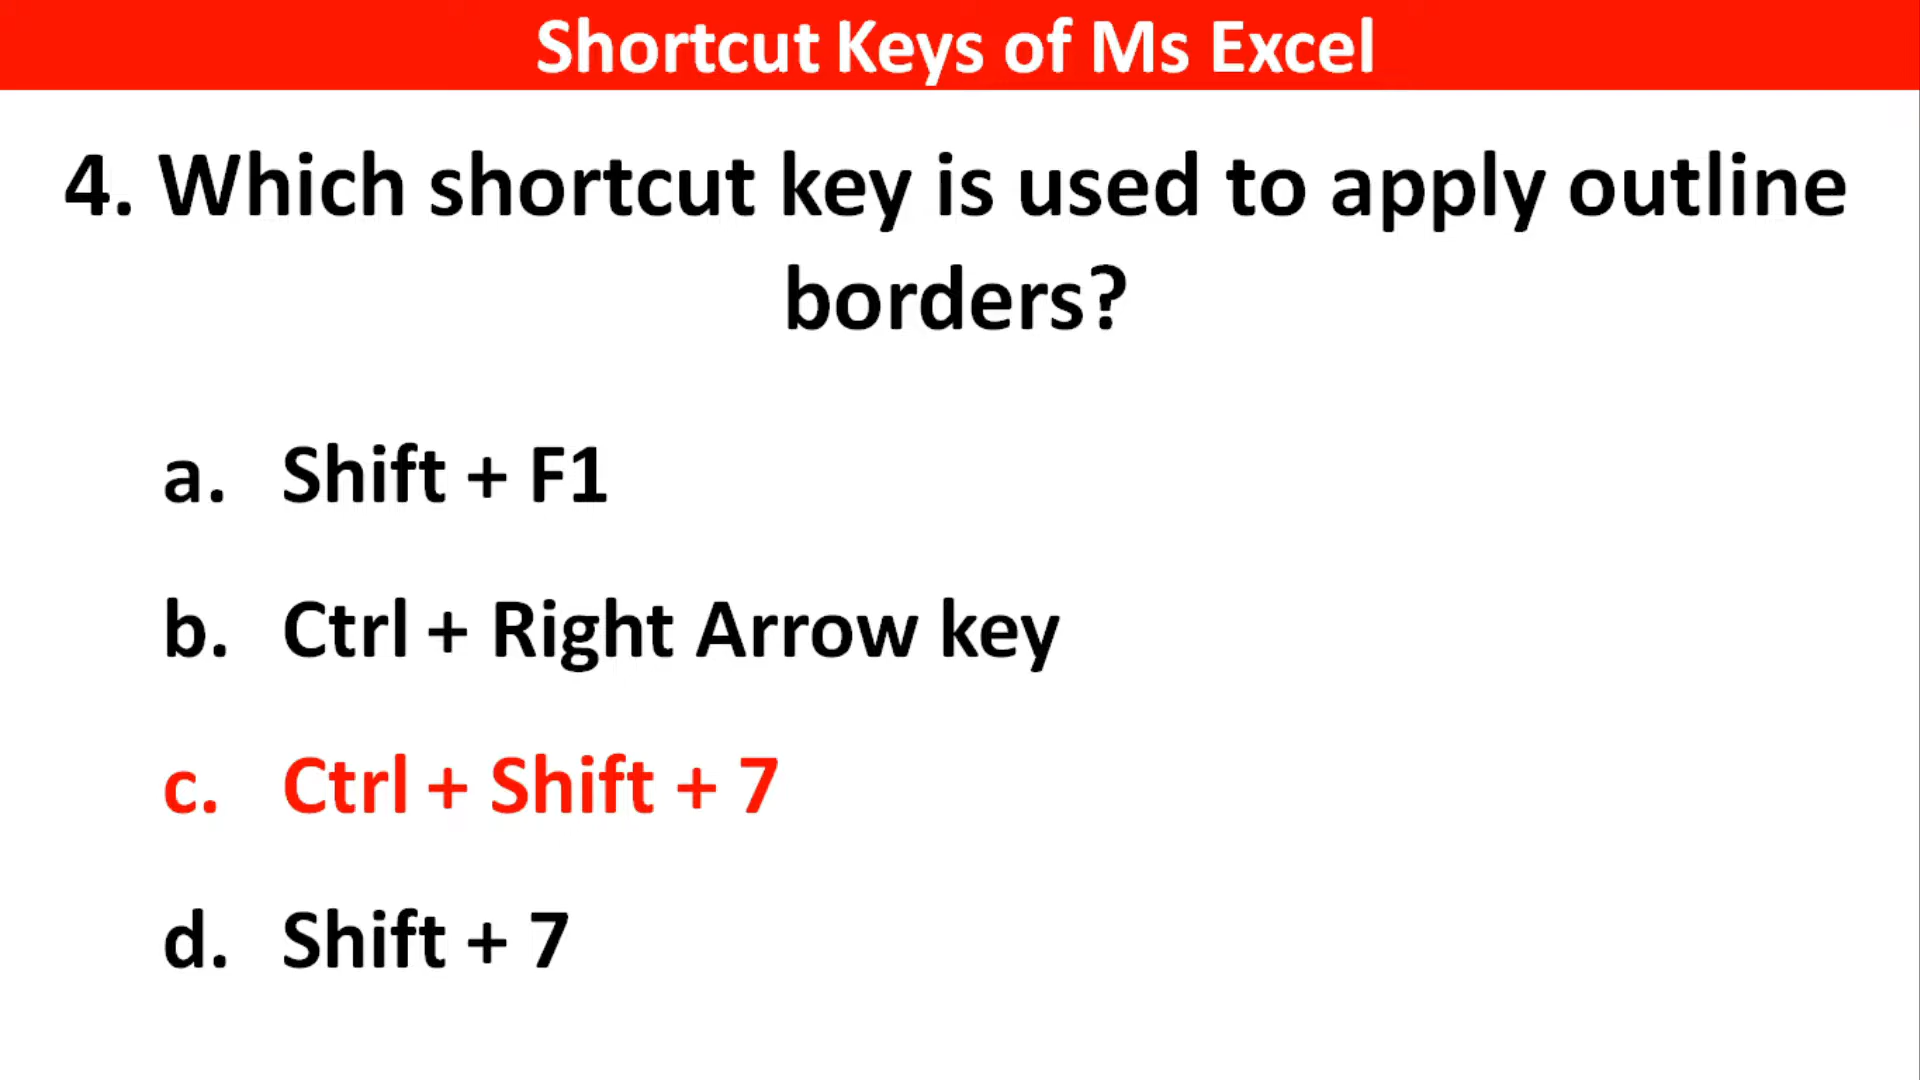 Shortcut Keys of Ms Excel
4. Which shortcut key is used to apply outline
borders?
a. Shift + F1
b. Ctrl + Right Arrow key
c. Ctrl + Shift + 7
d. Shift + 7